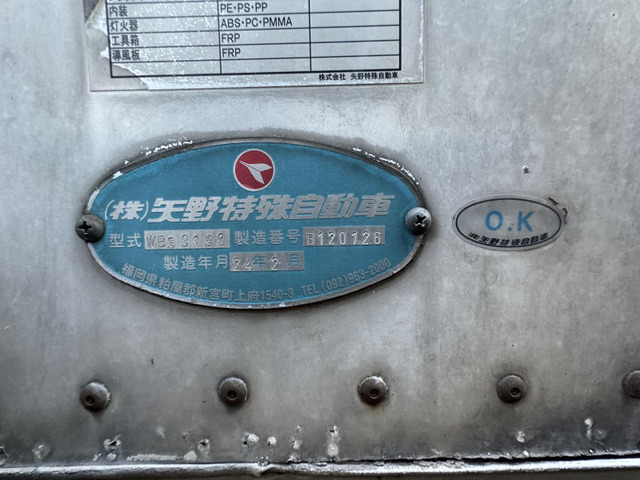 内装 PE・PS・PP
灯火器 ABS・PC・PMMA
工具箱 FRP
導風板 FRP
株式会社 矢野特殊自動車
(株)矢野特殊自動車
型式 製造番号 B120126
製造年月 24年2月
福岡県粕屋郡新宮町上府1540-3 TEL (092)963-2000
O.K
㈱矢野特殊自動車